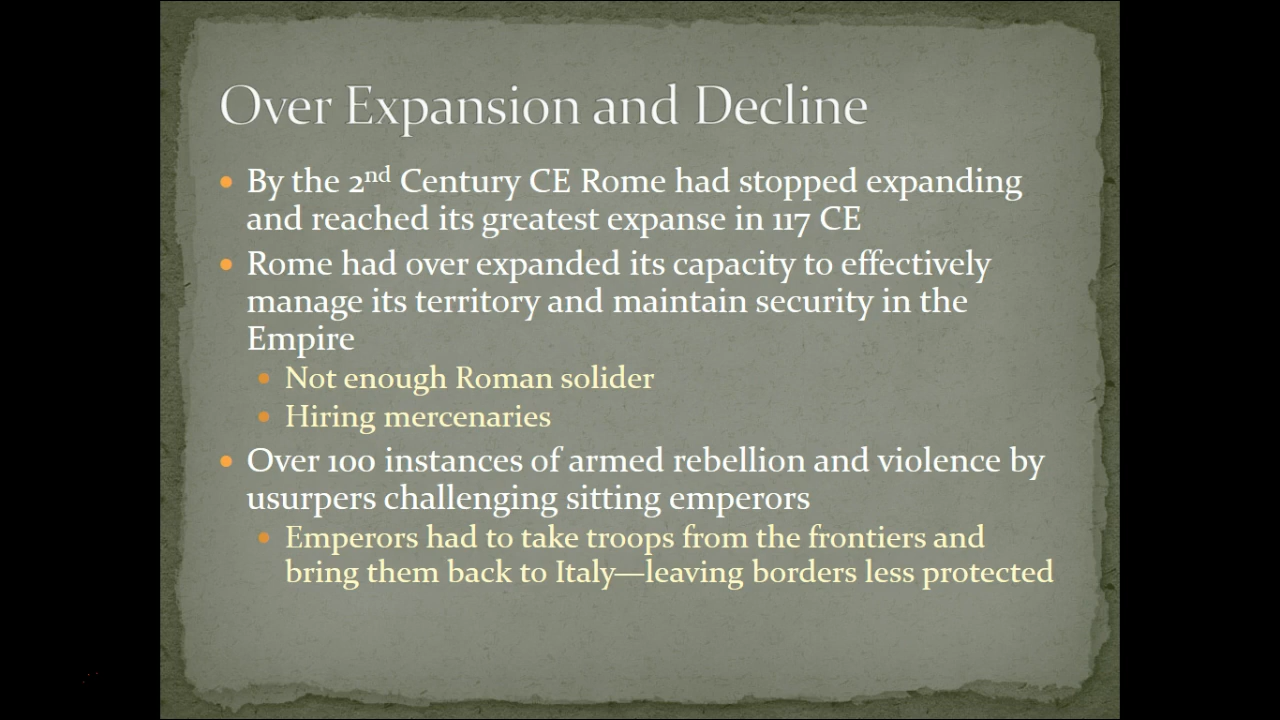 Over Expansion and Decline
• By the 2nd Century CE Rome had stopped expanding
and reached its greatest expanse in 117 CE
• Rome had over expanded its capacity to effectively
manage its territory and maintain security in the
Empire
• Not enough Roman solider
• Hiring mercenaries
• Over 100 instances of armed rebellion and violence by
usurpers challenging sitting emperors
• Emperors had to take troops from the frontiers and
bring them back to Italy—leaving borders less protected